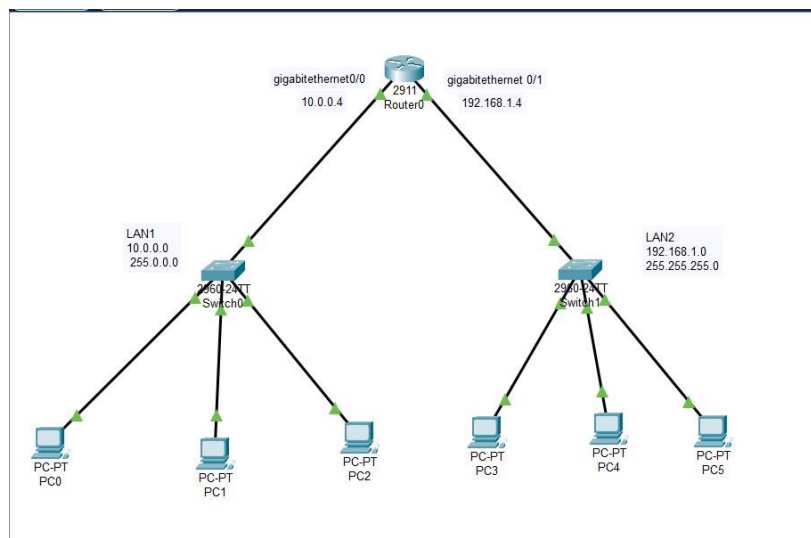 gigabitethernet0/0
10.0.0.4
2911
Router0
gigabitethernet 0/1
192.168.1.4
LAN1
10.0.0.0
255.0.0.0
2960-24TT
Switch0
LAN2
192.168.1.0
255.255.255.0
2960-24TT
Switch1
PC-PT
PC0
PC-PT
PC1
PC-PT
PC2
PC-PT
PC3
PC-PT
PC4
PC-PT
PC5